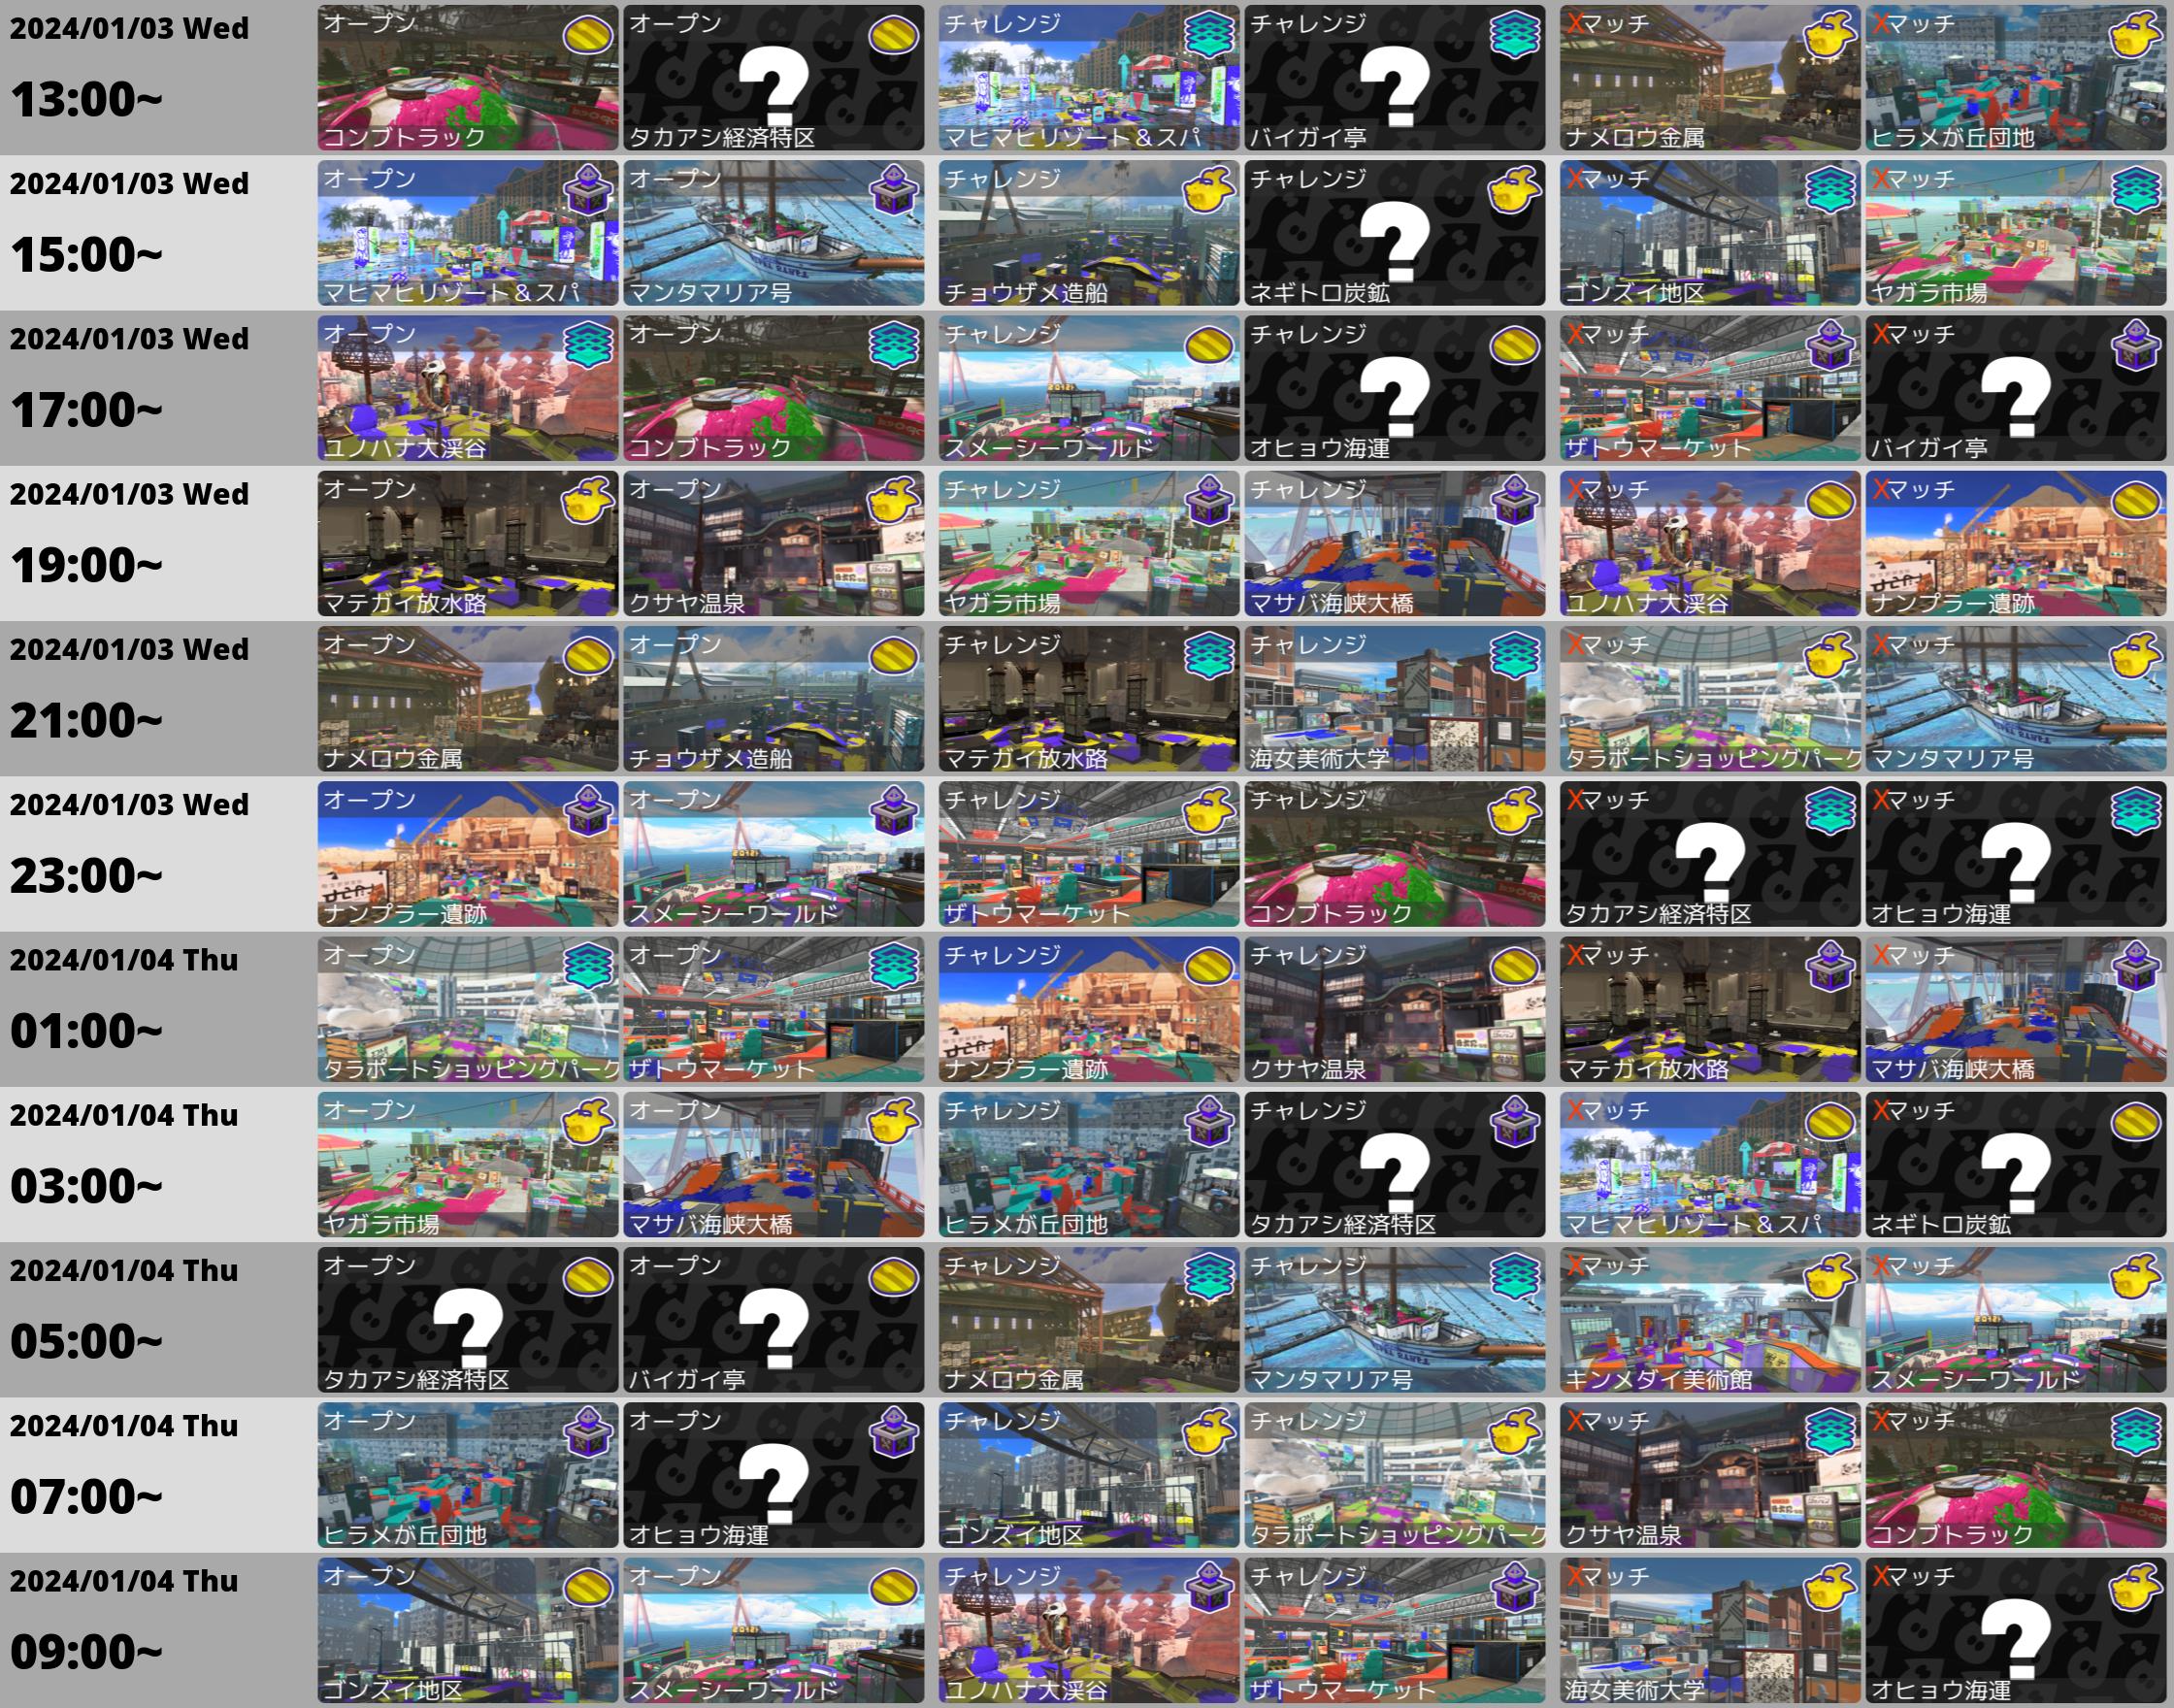 2024/01/03 Wed
13:00~
オープン
コンブトラック
オープン
タカアシ経済特区
チャレンジ
マヒマヒリゾート＆スパ
チャレンジ
バイガイ亭
Xマッチ
ナメロウ金属
Xマッチ
ヒラメが丘団地
2024/01/03 Wed
15:00~
オープン
マヒマヒリゾート＆スパ
オープン
マンタマリア号
チャレンジ
チョウザメ造船
チャレンジ
ネギトロ炭鉱
Xマッチ
ゴンズイ地区
Xマッチ
ヤガラ市場
2024/01/03 Wed
17:00~
オープン
ユノハナ大渓谷
オープン
コンブトラック
チャレンジ
スメーシーワールド
チャレンジ
オヒョウ海運
Xマッチ
ザトウマーケット
Xマッチ
バイガイ亭
2024/01/03 Wed
19:00~
オープン
マテガイ放水路
オープン
クサヤ温泉
チャレンジ
ヤガラ市場
チャレンジ
マサバ海峡大橋
Xマッチ
ユノハナ大渓谷
Xマッチ
ナンプラー遺跡
2024/01/03 Wed
21:00~
オープン
ナメロウ金属
オープン
チョウザメ造船
チャレンジ
マテガイ放水路
チャレンジ
海女美術大学
Xマッチ
タラポートショッピングパーク
Xマッチ
マンタマリア号
2024/01/03 Wed
23:00~
オープン
ナンプラー遺跡
オープン
スメーシーワールド
チャレンジ
ザトウマーケット
チャレンジ
コンブトラック
Xマッチ
タカアシ経済特区
Xマッチ
オヒョウ海運
2024/01/04 Thu
01:00~
オープン
タラポートショッピングパーク
オープン
ザトウマーケット
チャレンジ
ナンプラー遺跡
チャレンジ
クサヤ温泉
Xマッチ
マテガイ放水路
Xマッチ
マサバ海峡大橋
2024/01/04 Thu
03:00~
オープン
ヤガラ市場
オープン
マサバ海峡大橋
チャレンジ
ヒラメが丘団地
チャレンジ
タカアシ経済特区
Xマッチ
マヒマヒリゾート＆スパ
Xマッチ
ネギトロ炭鉱
2024/01/04 Thu
05:00~
オープン
タカアシ経済特区
オープン
バイガイ亭
チャレンジ
ナメロウ金属
チャレンジ
マンタマリア号
Xマッチ
キンメダイ美術館
Xマッチ
スメーシーワールド
2024/01/04 Thu
07:00~
オープン
ヒラメが丘団地
オープン
オヒョウ海運
チャレンジ
ゴンズイ地区
チャレンジ
タラポートショッピングパーク
Xマッチ
クサヤ温泉
Xマッチ
コンブトラック
2024/01/04 Thu
09:00~
オープン
ゴンズイ地区
オープン
スメーシーワールド
チャレンジ
ユノハナ大渓谷
チャレンジ
ザトウマーケット
Xマッチ
海女美術大学
Xマッチ
オヒョウ海運